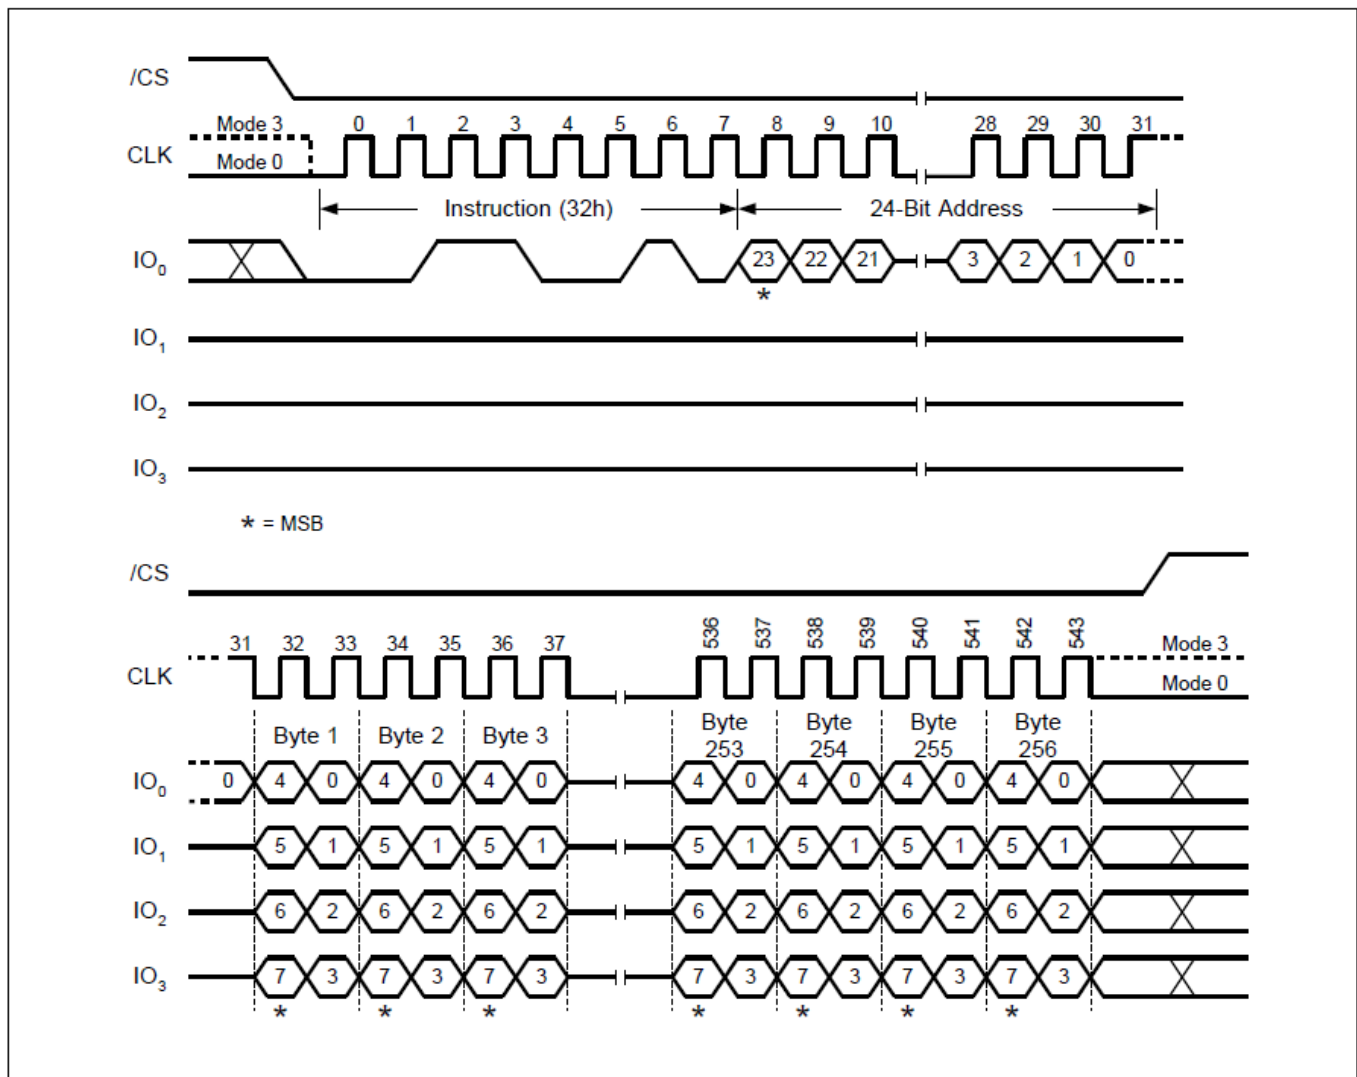 /CS
Mode 3 0 1 2 3 4 5 6 7 8 9 10 28 29 30 31
CLK
Mode 0
Instruction (32h) 24-Bit Address
IO0 23 22 21 3 2 1 0
*
IO1
IO2
IO3
* = MSB
/CS
31 32 33 34 35 36 37 536 537 538 539 540 541 542 543 Mode 3
CLK
Mode 0
Byte 1 Byte 2 Byte 3 Byte 253 Byte 254 Byte 255 Byte 256
IO0 0 4 0 4 0 4 0 4 0 4 0 4 0 4 0
IO1 5 1 5 1 5 1 5 1 5 1 5 1 5 1
IO2 6 2 6 2 6 2 6 2 6 2 6 2 6 2
IO3 7 3 7 3 7 3 7 3 7 3 7 3 7 3
* * * * * * *